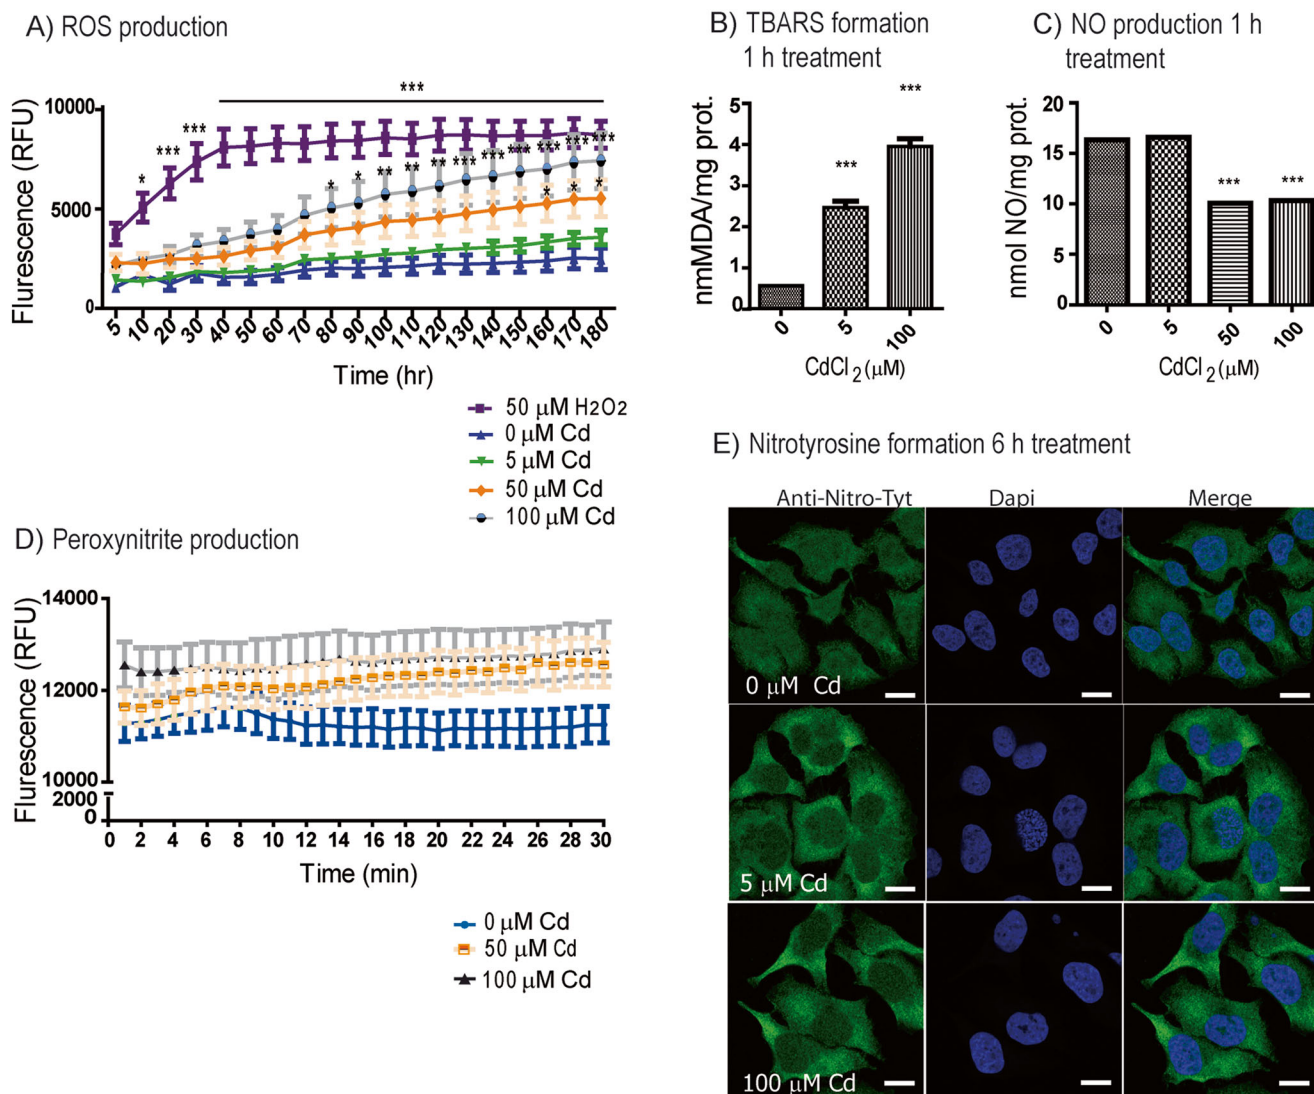 A) ROS production
***
Flurescence (RFU)
10000
5000
0
* *** ***
* * ** ** ** *** *** *** *** *** ***
* * *
5 10 20 30 40 50 60 70 80 90 100 110 120 130 140 150 160 170 180
Time (hr)
50 µM H2O2
0 µM Cd
5 µM Cd
50 µM Cd
100 µM Cd
B) TBARS formation
1 h treatment
nmMDA/mg prot.
5
4
3
2
1
0
*** ***
0 5 100
CdCl2 (µM)
C) NO production 1 h
treatment
nmol NO/mg prot.
20
15
10
5
0
*** ***
0 5 50 100
CdCl2 (µM)
D) Peroxynitrite production
Flurescence (RFU)
14000
12000
10000
2000
0
0 2 4 6 8 10 12 14 16 18 20 22 24 26 28 30
Time (min)
0 µM Cd
50 µM Cd
100 µM Cd
E) Nitrotyrosine formation 6 h treatment
Anti-Nitro-Tyt Dapi Merge
0 µM Cd
5 µM Cd
100 µM Cd